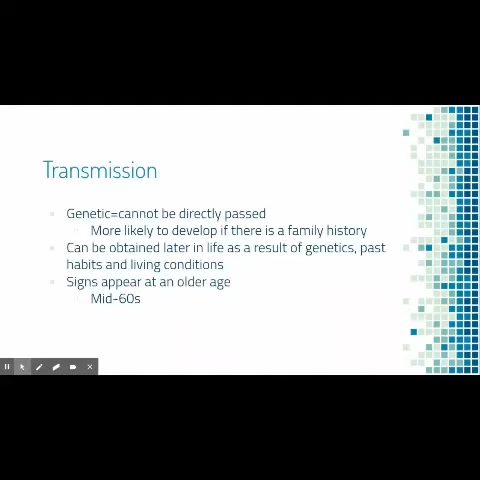 Transmission
Genetic=cannot be directly passed
More likely to develop if there is a family history
Can be obtained later in life as a result of genetics, past
habits and living conditions
Signs appear at an older age
Mid-60s